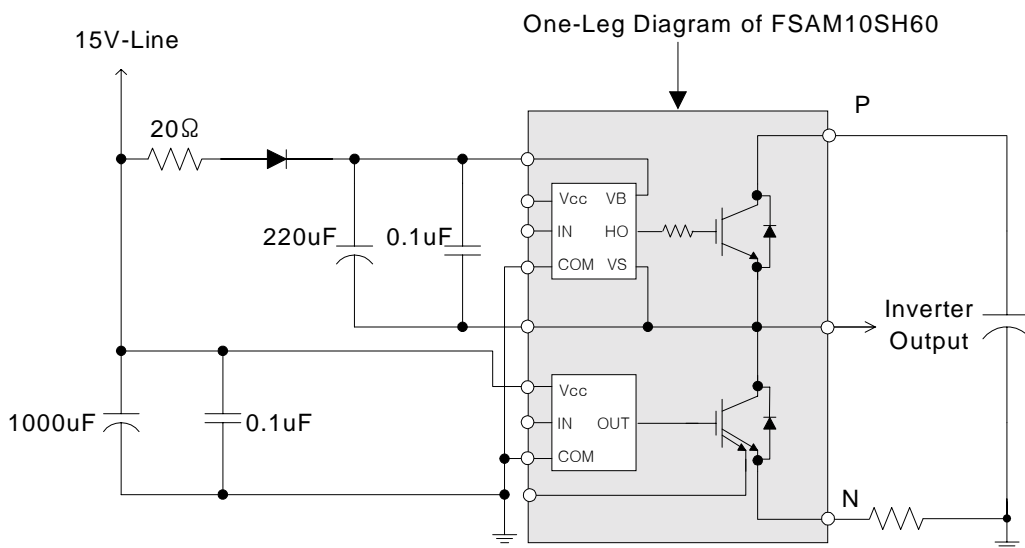 One-Leg Diagram of FSAM10SH60
15V-Line
P
20Ω
Vcc VB
220uF 0.1uF
IN HO
COM VS
Inverter
Output
Vcc
1000uF 0.1uF
IN OUT
COM
N